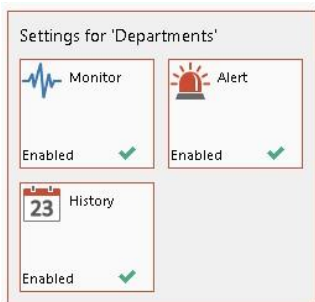 Settings for 'Departments'
Monitor
Alert
Enabled
Enabled
23
History
Enabled